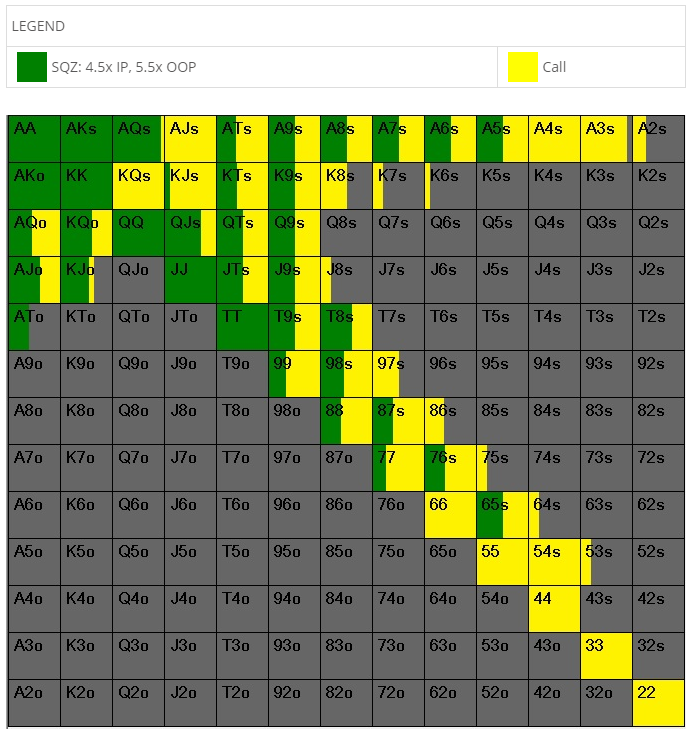 LEGEND
SQZ: 4.5x IP, 5.5x OOP Call
AA AKs AQs AJs ATs A9s A8s A7s A6s A5s A4s A3s A2s
AKo KK KQs KJs KTs K9s K8s K7s K6s K5s K4s K3s K2s
AQo KQo QQ QJs QTs Q9s Q8s Q7s Q6s Q5s Q4s Q3s Q2s
AJo KJo QJo JJ JTs J9s J8s J7s J6s J5s J4s J3s J2s
ATo KTo QTo JTo TT T9s T8s T7s T6s T5s T4s T3s T2s
A9o K9o Q9o J9o T9o 99 98s 97s 96s 95s 94s 93s 92s
A8o K8o Q8o J8o T8o 98o 88 87s 86s 85s 84s 83s 82s
A7o K7o Q7o J7o T7o 97o 87o 77 76s 75s 74s 73s 72s
A6o K6o Q6o J6o T6o 96o 86o 76o 66 65s 64s 63s 62s
A5o K5o Q5o J5o T5o 95o 85o 75o 65o 55 54s 53s 52s
A4o K4o Q4o J4o T4o 94o 84o 74o 64o 54o 44 43s 42s
A3o K3o Q3o J3o T3o 93o 83o 73o 63o 53o 43o 33 32s
A2o K2o Q2o J2o T2o 92o 82o 72o 62o 52o 42o 32o 22